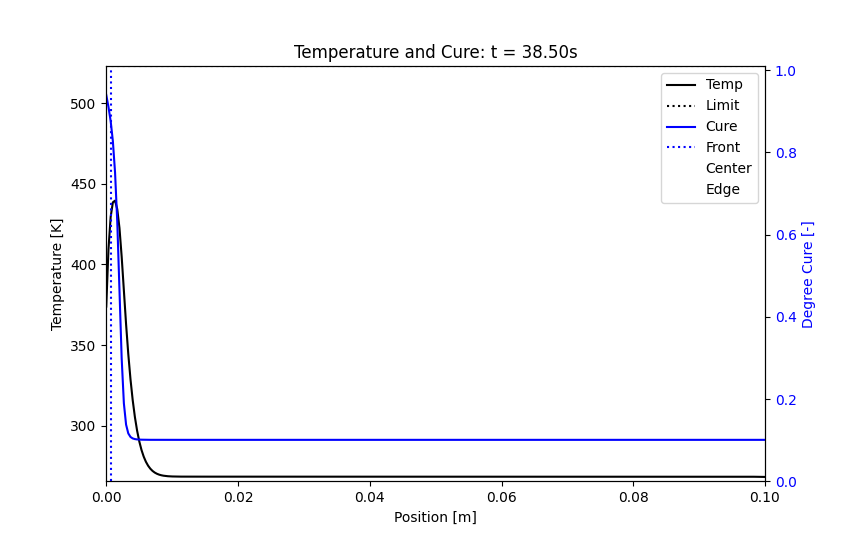 Temperature and Cure: t = 38.50s
Temp
Limit
Cure
Front
Center
Edge
Temperature [K]
500
450
400
350
300
Degree Cure [-]
1.0
0.8
0.6
0.4
0.2
0.0
0.00 0.02 0.04 0.06 0.08 0.10
Position [m]